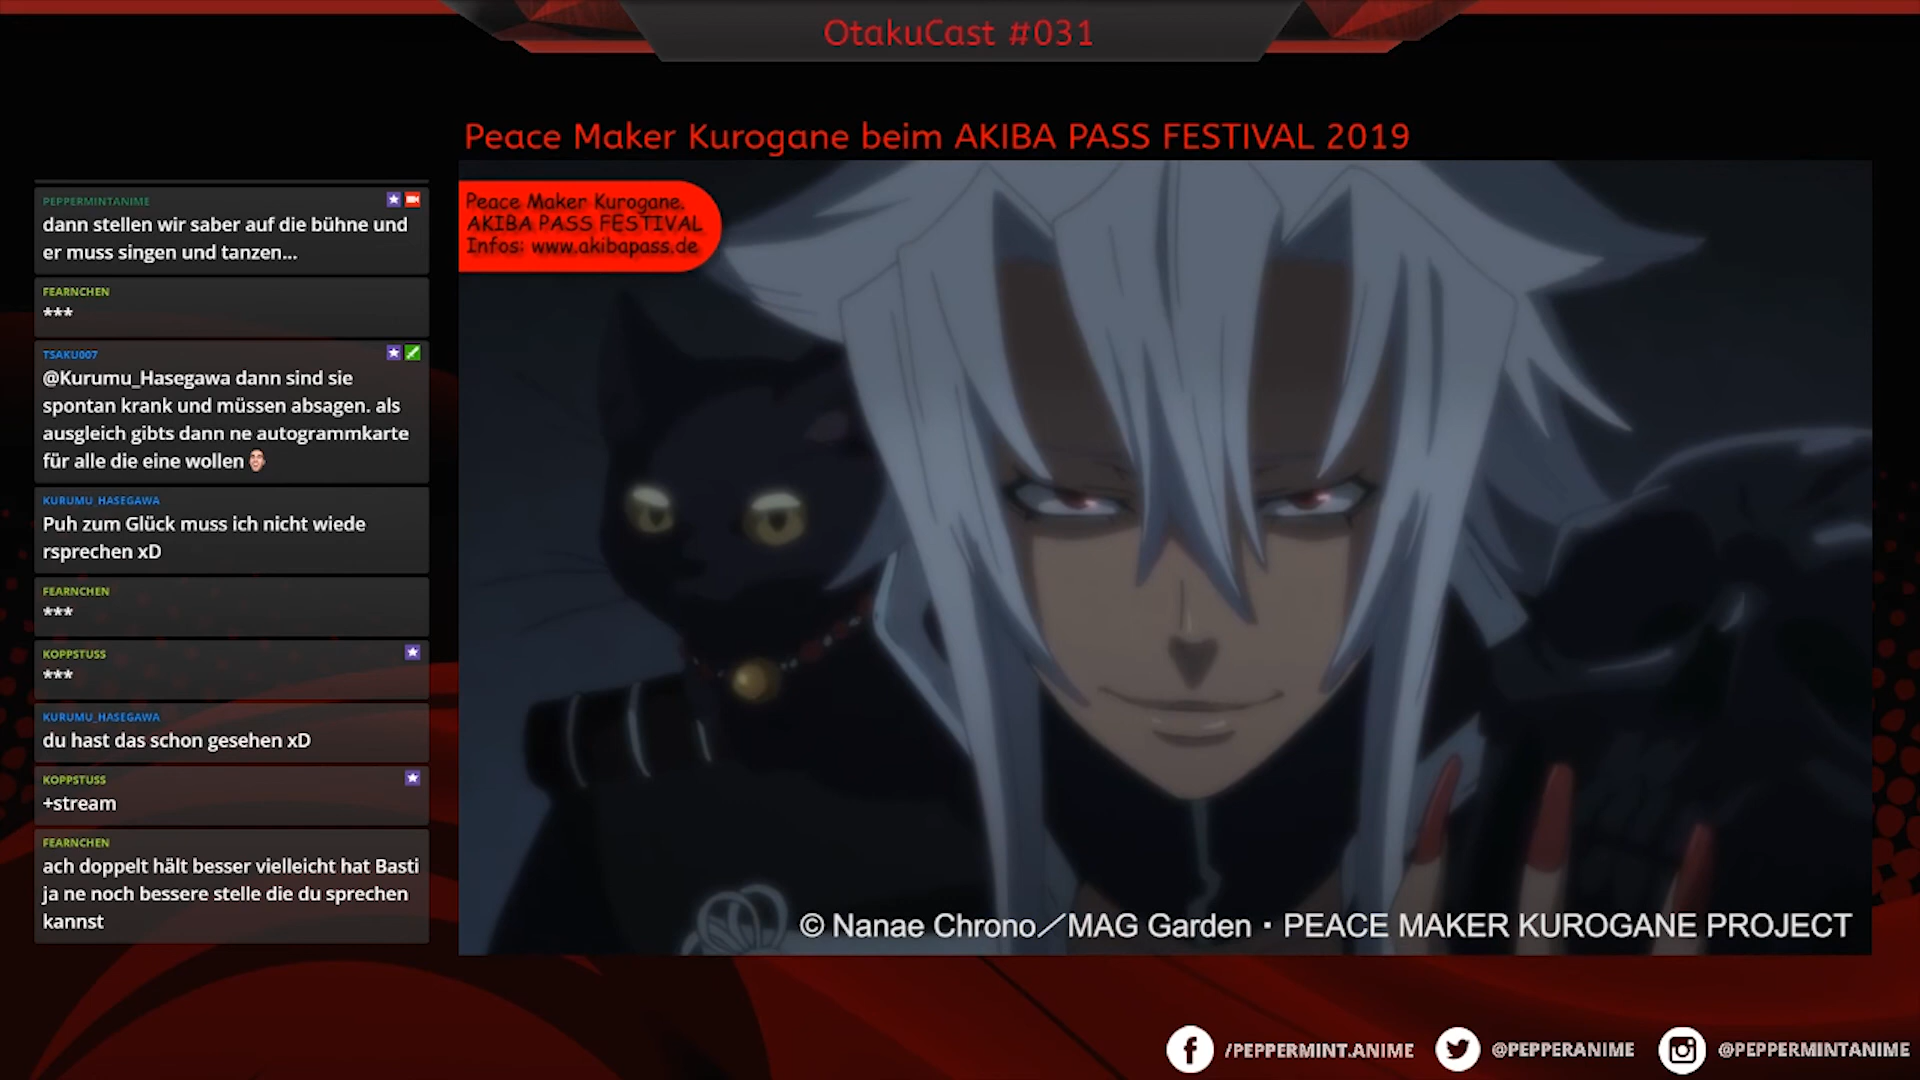 OtakuCast #031
Peace Maker Kurogane beim AKIBA PASS FESTIVAL 2019
PEPPERMINTANIME
dann stellen wir saber auf die bühne und
er muss singen und tanzen...
FEARNCHEN
***
TSAKU007
@Kurumu_Hasegawa dann sind sie
spontan krank und müssen absagen. als
ausgleich gibts dann ne autogrammkarte
für alle die eine wollen
KURUMU_HASEGAWA
Puh zum Glück muss ich nicht wiede
rsprechen xD
FEARNCHEN
***
KOPPSTUSS
***
KURUMU_HASEGAWA
du hast das schon gesehen xD
KOPPSTUSS
+stream
FEARNCHEN
ach doppelt hält besser vielleicht hat Basti
ja ne noch bessere stelle die du sprechen
kannst
Peace Maker Kurogane.
AKIBA PASS FESTIVAL
Infos: www.akibapass.de
© Nanae Chrono／MAG Garden・PEACE MAKER KUROGANE PROJECT
/PEPPERMINT.ANIME
@PEPPERANIME
@PEPPERMINTANIME